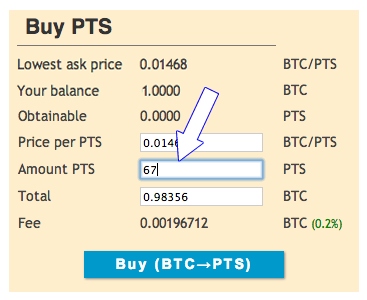 Buy PTS
Lowest ask price 0.01468 BTC/PTS
Your balance 1.0000 BTC
Obtainable 0.0000 PTS
Price per PTS 0.0146 BTC/PTS
Amount PTS 67 PTS
Total 0.98356 BTC
Fee 0.00196712 BTC (0.2%)
Buy (BTC→PTS)